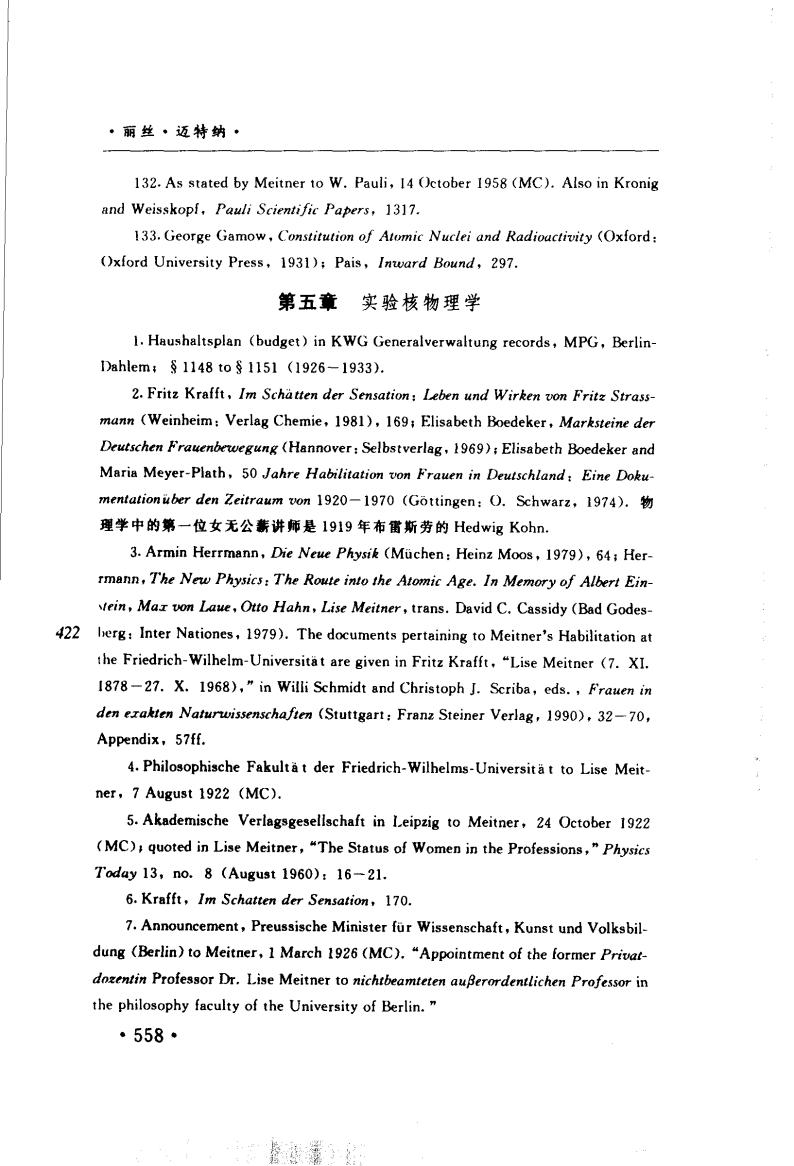 ·丽丝·迈特纳·
132. As stated by Meitner to W. Pauli, 14 October 1958 (MC). Also in Kronig
and Weisskopf, Pauli Scientific Papers, 1317.
133. George Gamow, Constitution of Atomic Nuclei and Radioactivity (Oxford:
Oxford University Press, 1931); Pais, Inward Bound, 297.
第五章 实验核物理学
1. Haushaltsplan (budget) in KWG Generalverwaltung records, MPG, Berlin-
Dahlem; § 1148 to § 1151 (1926-1933).
2. Fritz Krafft, Im Schätten der Sensation: Leben und Wirken von Fritz Strass-
mann (Weinheim: Verlag Chemie, 1981), 169; Elisabeth Boedeker, Marksteine der
Deutschen Frauenbewegung (Hannover: Selbstverlag, 1969); Elisabeth Boedeker and
Maria Meyer-Plath, 50 Jahre Habilitation von Frauen in Deutschland: Eine Doku-
mentationüber den Zeitraum von 1920-1970 (Göttingen: O. Schwarz, 1974). 物
理学中的第一位女无公薪讲师是 1919 年布雷斯劳的 Hedwig Kohn.
3. Armin Herrmann, Die Neue Physik (Müchen: Heinz Moos, 1979), 64; Her-
rmann, The New Physics: The Route into the Atomic Age. In Memory of Albert Ein-
stein, Max von Laue, Otto Hahn, Lise Meitner, trans. David C. Cassidy (Bad Godes-
422 berg: Inter Nationes, 1979). The documents pertaining to Meitner's Habilitation at
the Friedrich-Wilhelm-Universität are given in Fritz Krafft, "Lise Meitner (7. XI.
1878-27. X. 1968)," in Willi Schmidt and Christoph J. Scriba, eds. , Frauen in
den exakten Naturwissenschaften (Stuttgart: Franz Steiner Verlag, 1990), 32-70,
Appendix, 57ff.
4. Philosophische Fakultät der Friedrich-Wilhelms-Universität to Lise Meit-
ner, 7 August 1922 (MC).
5. Akademische Verlagsgesellschaft in Leipzig to Meitner, 24 October 1922
(MC); quoted in Lise Meitner, "The Status of Women in the Professions," Physics
Today 13, no. 8 (August 1960): 16-21.
6. Krafft, Im Schatten der Sensation, 170.
7. Announcement, Preussische Minister für Wissenschaft, Kunst und Volksbil-
dung (Berlin) to Meitner, 1 March 1926 (MC). "Appointment of the former Privat-
dozentin Professor Dr. Lise Meitner to nichtbeamteten außerordentlichen Professor in
the philosophy faculty of the University of Berlin."
·558·